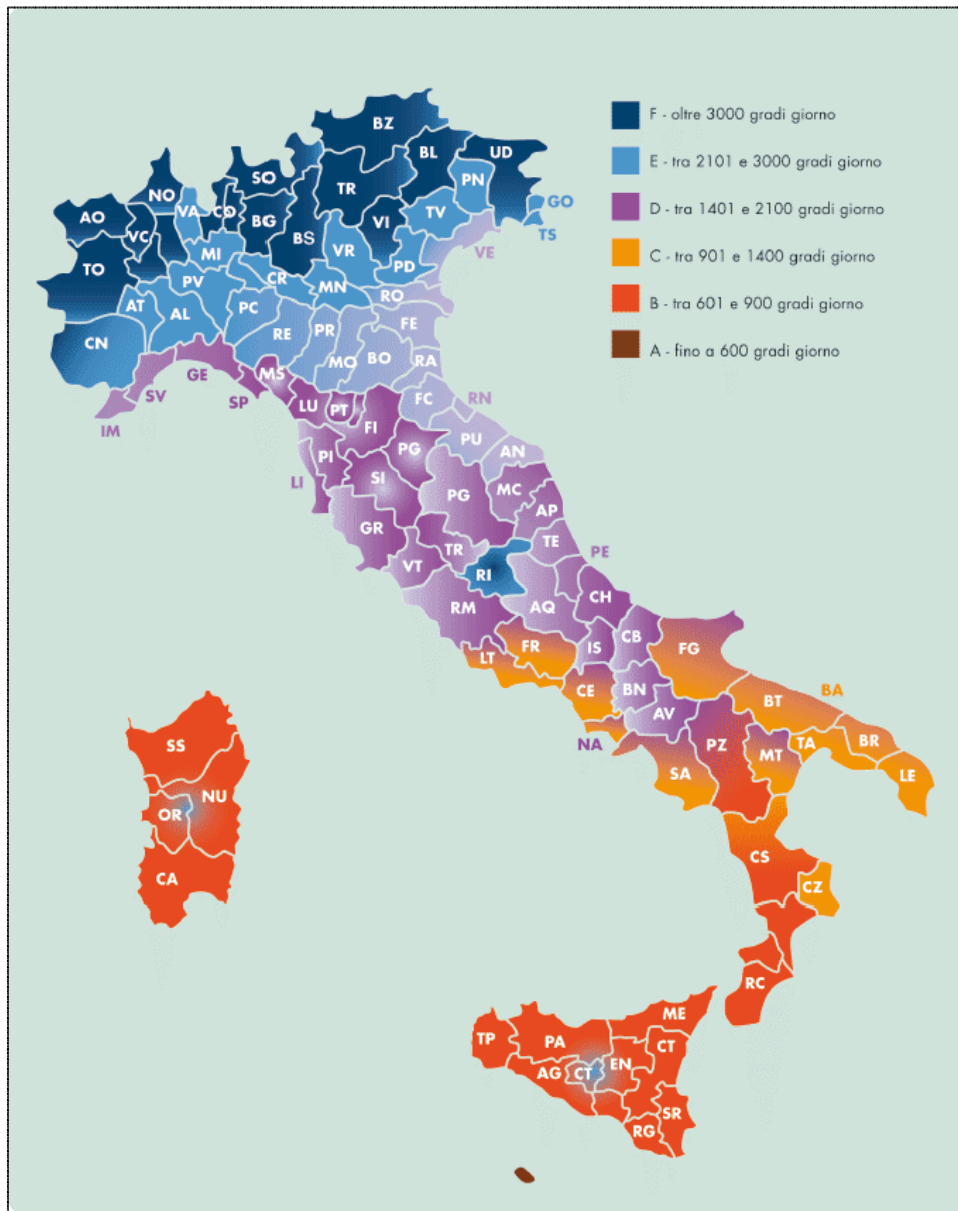 F - oltre 3000 gradi giorno
E - tra 2101 e 3000 gradi giorno
D - tra 1401 e 2100 gradi giorno
C - tra 901 e 1400 gradi giorno
B - tra 601 e 900 gradi giorno
A - fino a 600 gradi giorno
BZ
BL
UD
SO
TR
PN
NO
VA
CO
BG
GO
AO
BS
VI
TV
TS
VC
MI
VR
VE
TO
PD
PV
CR
MN
RO
AT
AL
PC
RE
PR
FE
CN
MO
BO
RA
GE
MS
SV
SP
LU
PT
FC
RN
IM
FI
PU
AN
PG
PI
LI
SI
PG
MC
AP
GR
TR
TE
PE
VT
RI
CH
RM
AQ
FR
IS
CB
FG
LT
CE
BN
AV
BT
BA
NA
PZ
MT
TA
BR
SA
LE
SS
NU
OR
CA
CS
CZ
RC
ME
TP
PA
CT
AG
CT
EN
SR
RG